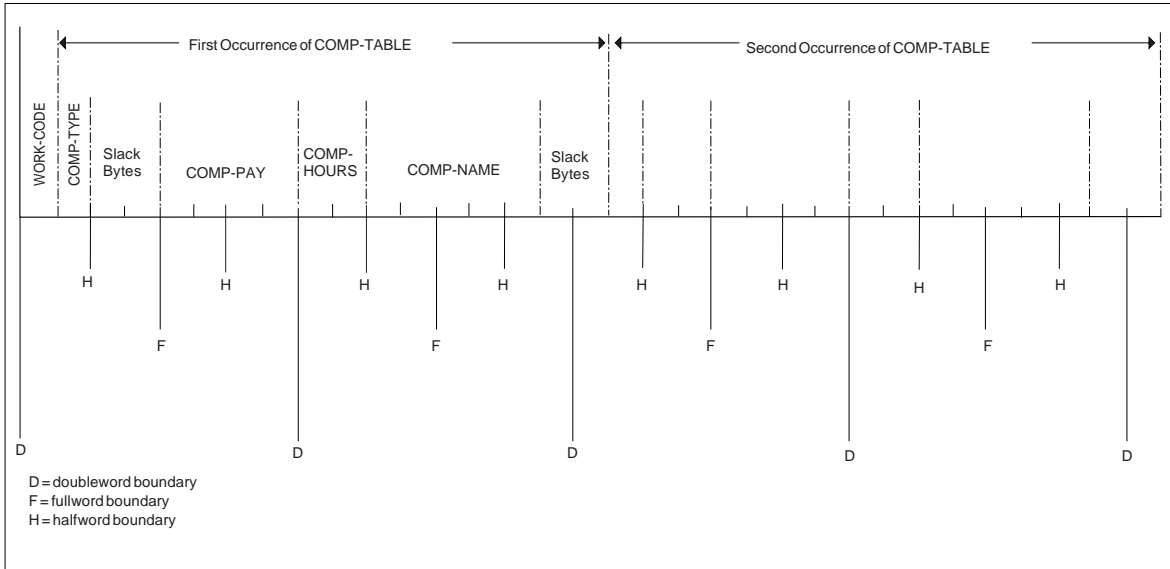 First Occurrence of COMP-TABLE
Second Occurrence of COMP-TABLE
WORK-CODE
COMP-TYPE
Slack
Bytes
COMP-PAY
COMP-
HOURS
COMP-NAME
Slack
Bytes
H
H
H
H
H
H
H
H
F
F
F
F
D
D
D
D
D
D = doubleword boundary
F = fullword boundary
H = halfword boundary